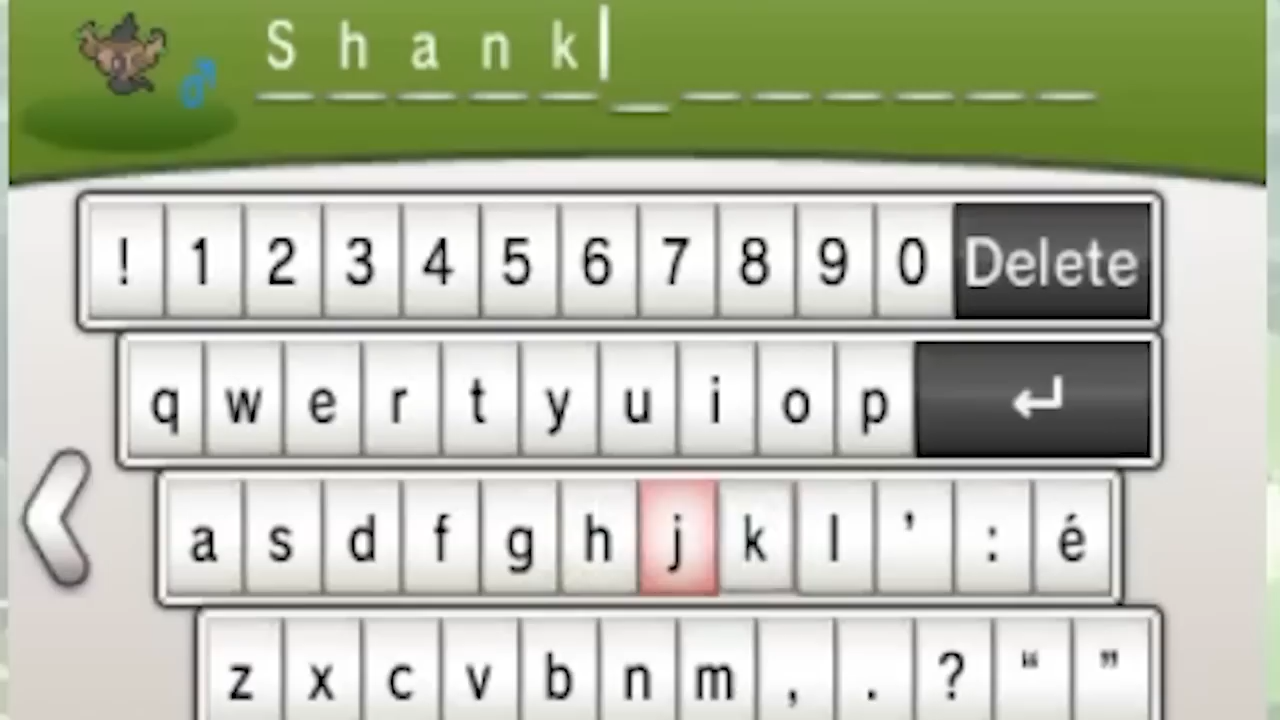 Shank
! 1 2 3 4 5 6 7 8 9 0 Delete
q w e r t y u i o p
a s d f g h j k l ' : é
z x c v b n m , . ? “ ”